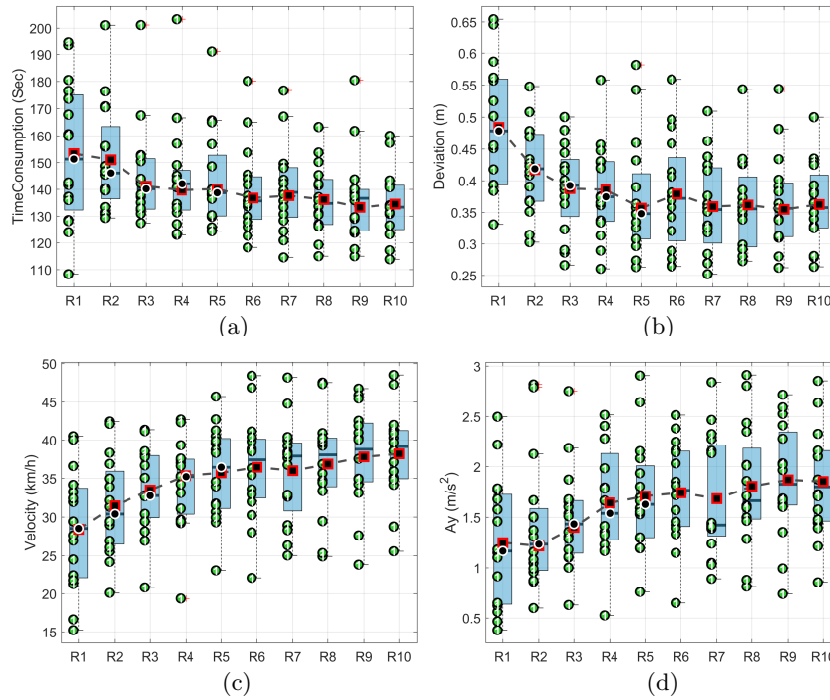 200
190
180
170
160
150
140
130
120
110
TimeConsumption (Sec)
R1 R2 R3 R4 R5 R6 R7 R8 R9 R10
(a)
0.65
0.6
0.55
0.5
0.45
0.4
0.35
0.3
0.25
Deviation (m)
R1 R2 R3 R4 R5 R6 R7 R8 R9 R10
(b)
50
45
40
35
30
25
20
15
Velocity (km/h)
R1 R2 R3 R4 R5 R6 R7 R8 R9 R10
(c)
3
2.5
2
1.5
1
0.5
Ay (m/s²)
R1 R2 R3 R4 R5 R6 R7 R8 R9 R10
(d)